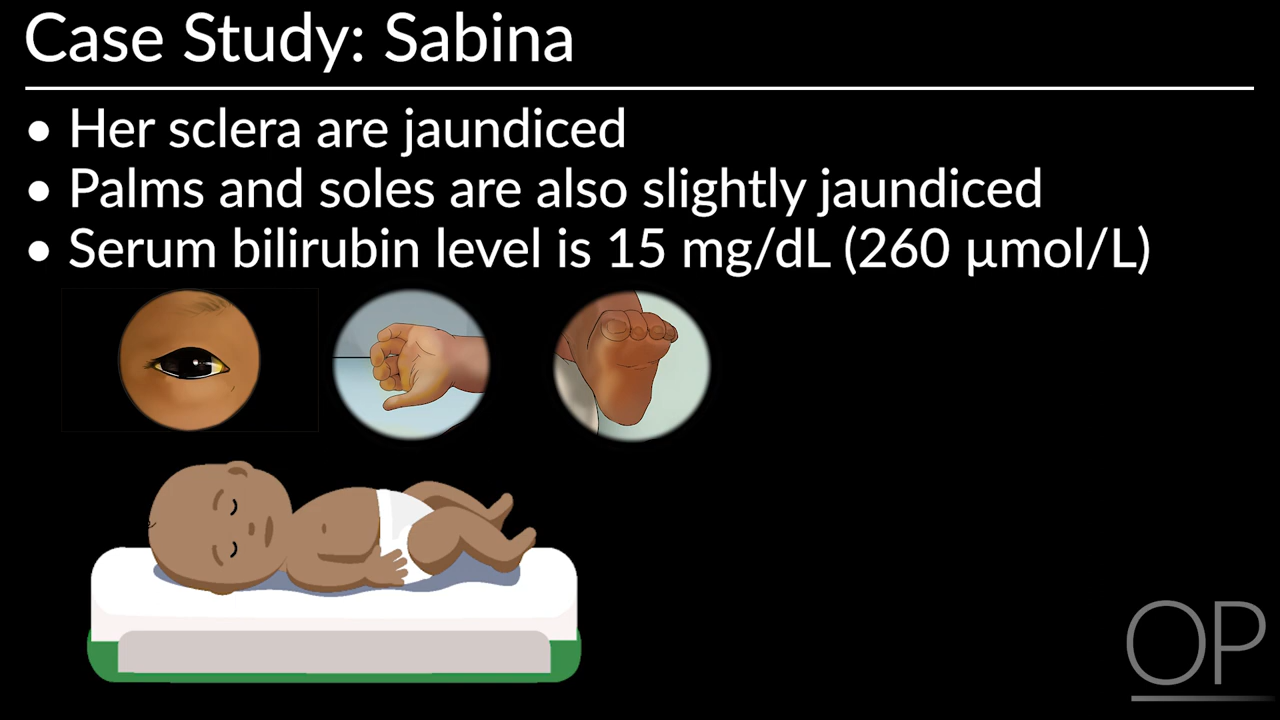 Case Study: Sabina
• Her sclera are jaundiced
• Palms and soles are also slightly jaundiced
• Serum bilirubin level is 15 mg/dL (260 µmol/L)
OP